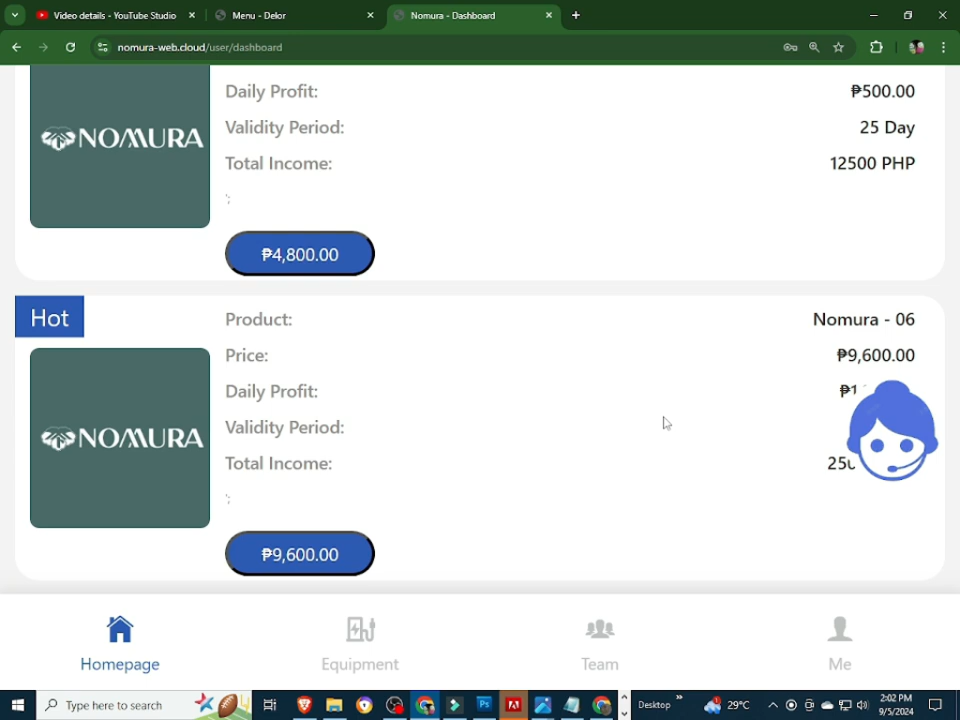 Video details - YouTube Studio
Menu - Delor
Nomura - Dashboard
nomura-web.cloud/user/dashboard
NOMURA
Daily Profit: ₱500.00
Validity Period: 25 Day
Total Income: 12500 PHP
';
₱4,800.00
Hot
Product: Nomura - 06
NOMURA
Price: ₱9,600.00
Daily Profit: ₱1
Validity Period:
Total Income:
';
₱9,600.00
Homepage
Equipment
Team
Me
Type here to search
Desktop
29°C
2:02 PM
9/5/2024